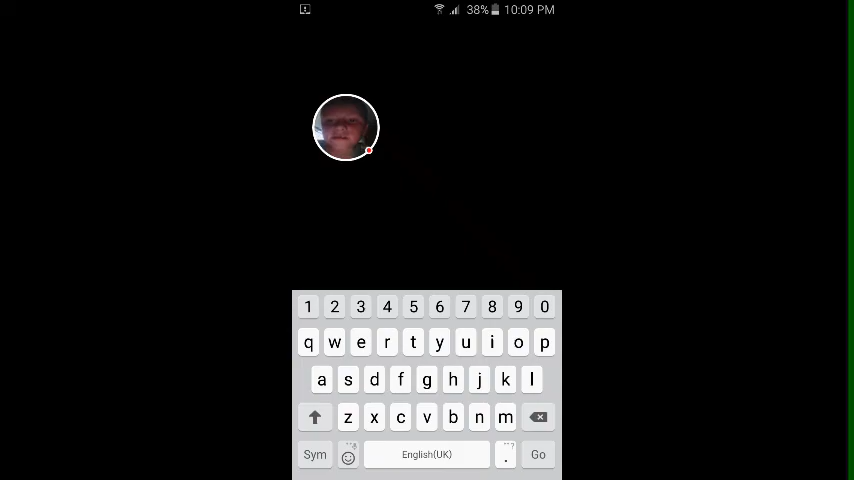 38% 10:09 PM
1 2 3 4 5 6 7 8 9 0
q w e r t y u i o p
a s d f g h j k l
z x c v b n m
Sym English(UK) . Go